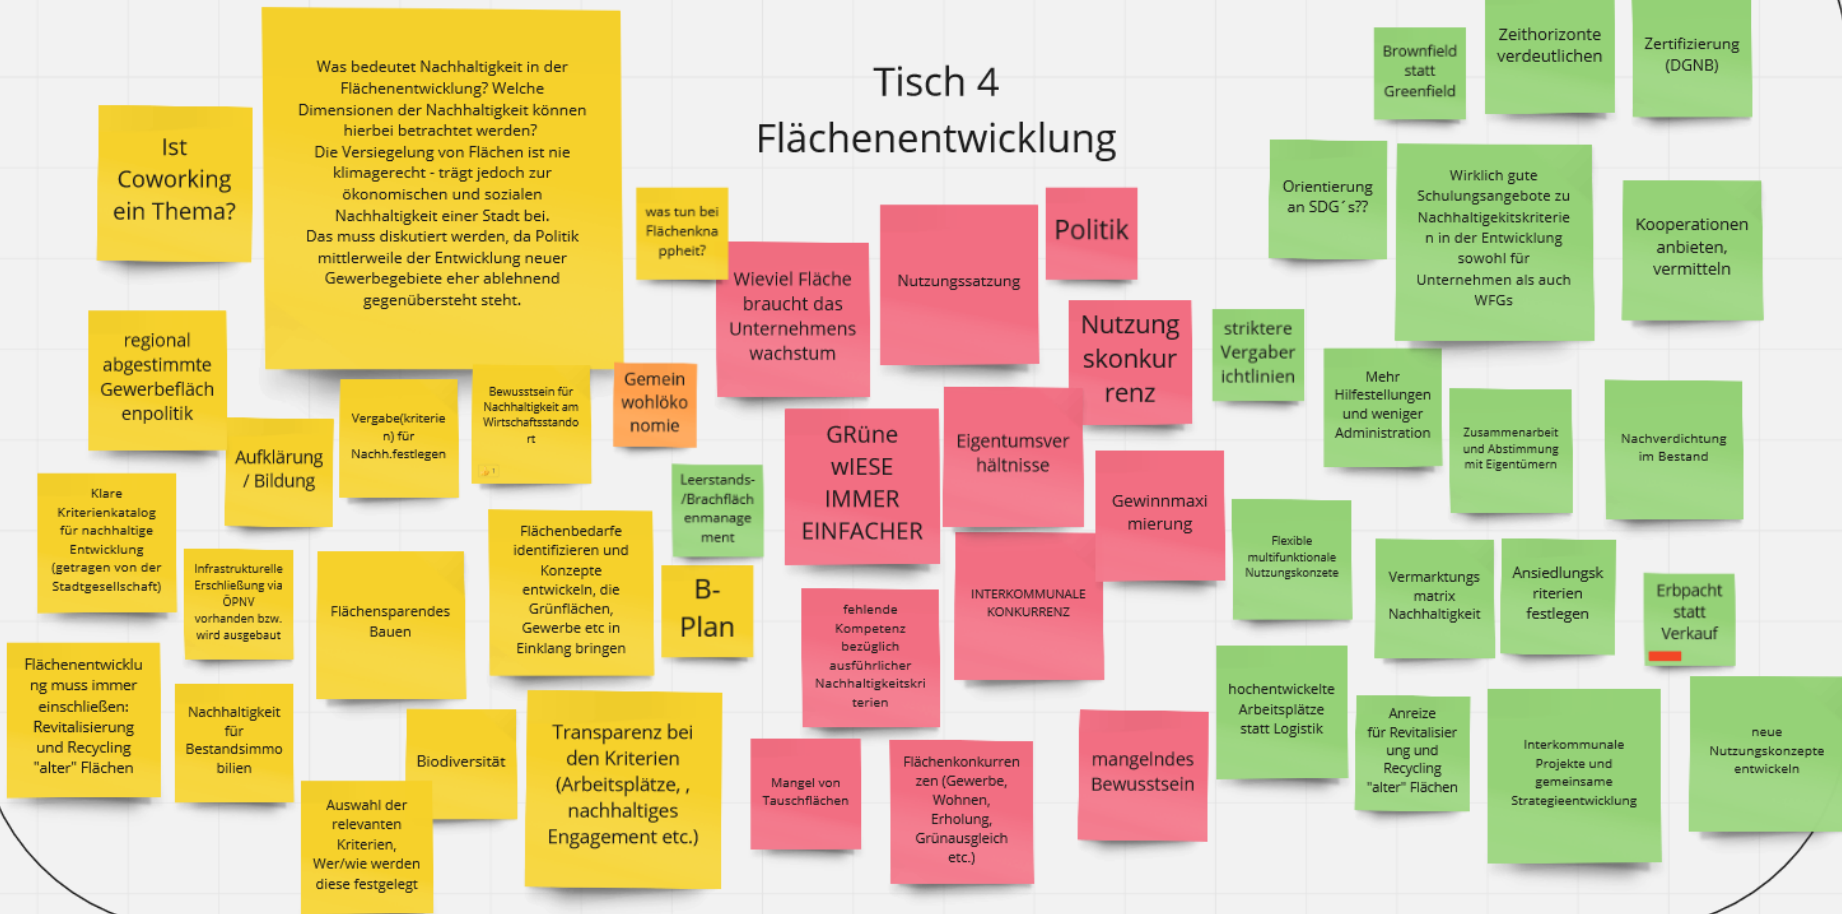 Tisch 4
Flächenentwicklung
Ist
Coworking
ein Thema?
Was bedeutet Nachhaltigkeit in der
Flächenentwicklung? Welche
Dimensionen der Nachhaltigkeit können
hierbei betrachtet werden?
Die Versiegelung von Flächen ist nie
klimagerecht - trägt jedoch zur
ökonomischen und sozialen
Nachhaltigkeit einer Stadt bei.
Das muss diskutiert werden, da Politik
mittlerweile der Entwicklung neuer
Gewerbegebiete eher ablehnend
gegenübersteht steht.
was tun bei
Flächenkna
ppheit?
regional
abgestimmte
Gewerbefläch
enpolitik
Aufklärung
/ Bildung
Vergabe(kriterie
n) für
Nachh.festlegen
Bewusstsein für
Nachhaltigkeit am
Wirtschaftsstando
rt
1
Gemein
wohlöko
nomie
Klare
Kriterienkatalog
für nachhaltige
Entwicklung
(getragen von der
Stadtgesellschaft)
Infrastrukturelle
Erschließung via
ÖPNV
vorhanden bzw.
wird ausgebaut
Flächensparendes
Bauen
Flächenbedarfe
identifizieren und
Konzepte
entwickeln, die
Grünflächen,
Gewerbe etc in
Einklang bringen
Leerstands-
/Brachfläch
enmanage
ment
B-
Plan
Flächenentwicklu
ng muss immer
einschließen:
Revitalisierung
und Recycling
"alter" Flächen
Nachhaltigkeit
für
Bestandsimmo
bilien
Biodiversität
Auswahl der
relevanten
Kriterien,
Wer/wie werden
diese festgelegt
Transparenz bei
den Kriterien
(Arbeitsplätze, ,
nachhaltiges
Engagement etc.)
Wieviel Fläche
braucht das
Unternehmens
wachstum
Nutzungssatzung
Politik
Nutzung
skonkur
renz
GRüne
wIESE
IMMER
EINFACHER
Eigentumsver
hältnisse
Gewinnmaxi
mierung
fehlende
Kompetenz
bezüglich
ausführlicher
Nachhaltigkeitskri
terien
INTERKOMMUNALE
KONKURRENZ
Mangel von
Tauschflächen
Flächenkonkurren
zen (Gewerbe,
Wohnen,
Erholung,
Grünausgleich
etc.)
mangelndes
Bewusstsein
Brownfield
statt
Greenfield
Zeithorizonte
verdeutlichen
Zertifizierung
(DGNB)
Orientierung
an SDG´s??
Wirklich gute
Schulungsangebote zu
Nachhaltigekitskriterie
n in der Entwicklung
sowohl für
Unternehmen als auch
WFGs
Kooperationen
anbieten,
vermitteln
striktere
Vergaber
ichtlinien
Mehr
Hilfestellungen
und weniger
Administration
Zusammenarbeit
und Abstimmung
mit Eigentümern
Nachverdichtung
im Bestand
Flexible
multifunktionale
Nutzungskonzete
Vermarktungs
matrix
Nachhaltigkeit
Ansiedlungsk
riterien
festlegen
Erbpacht
statt
Verkauf
hochentwickelte
Arbeitsplätze
statt Logistik
Anreize
für Revitalisier
ung und
Recycling
"alter" Flächen
Interkommunale
Projekte und
gemeinsame
Strategieentwicklung
neue
Nutzungskonzepte
entwickeln